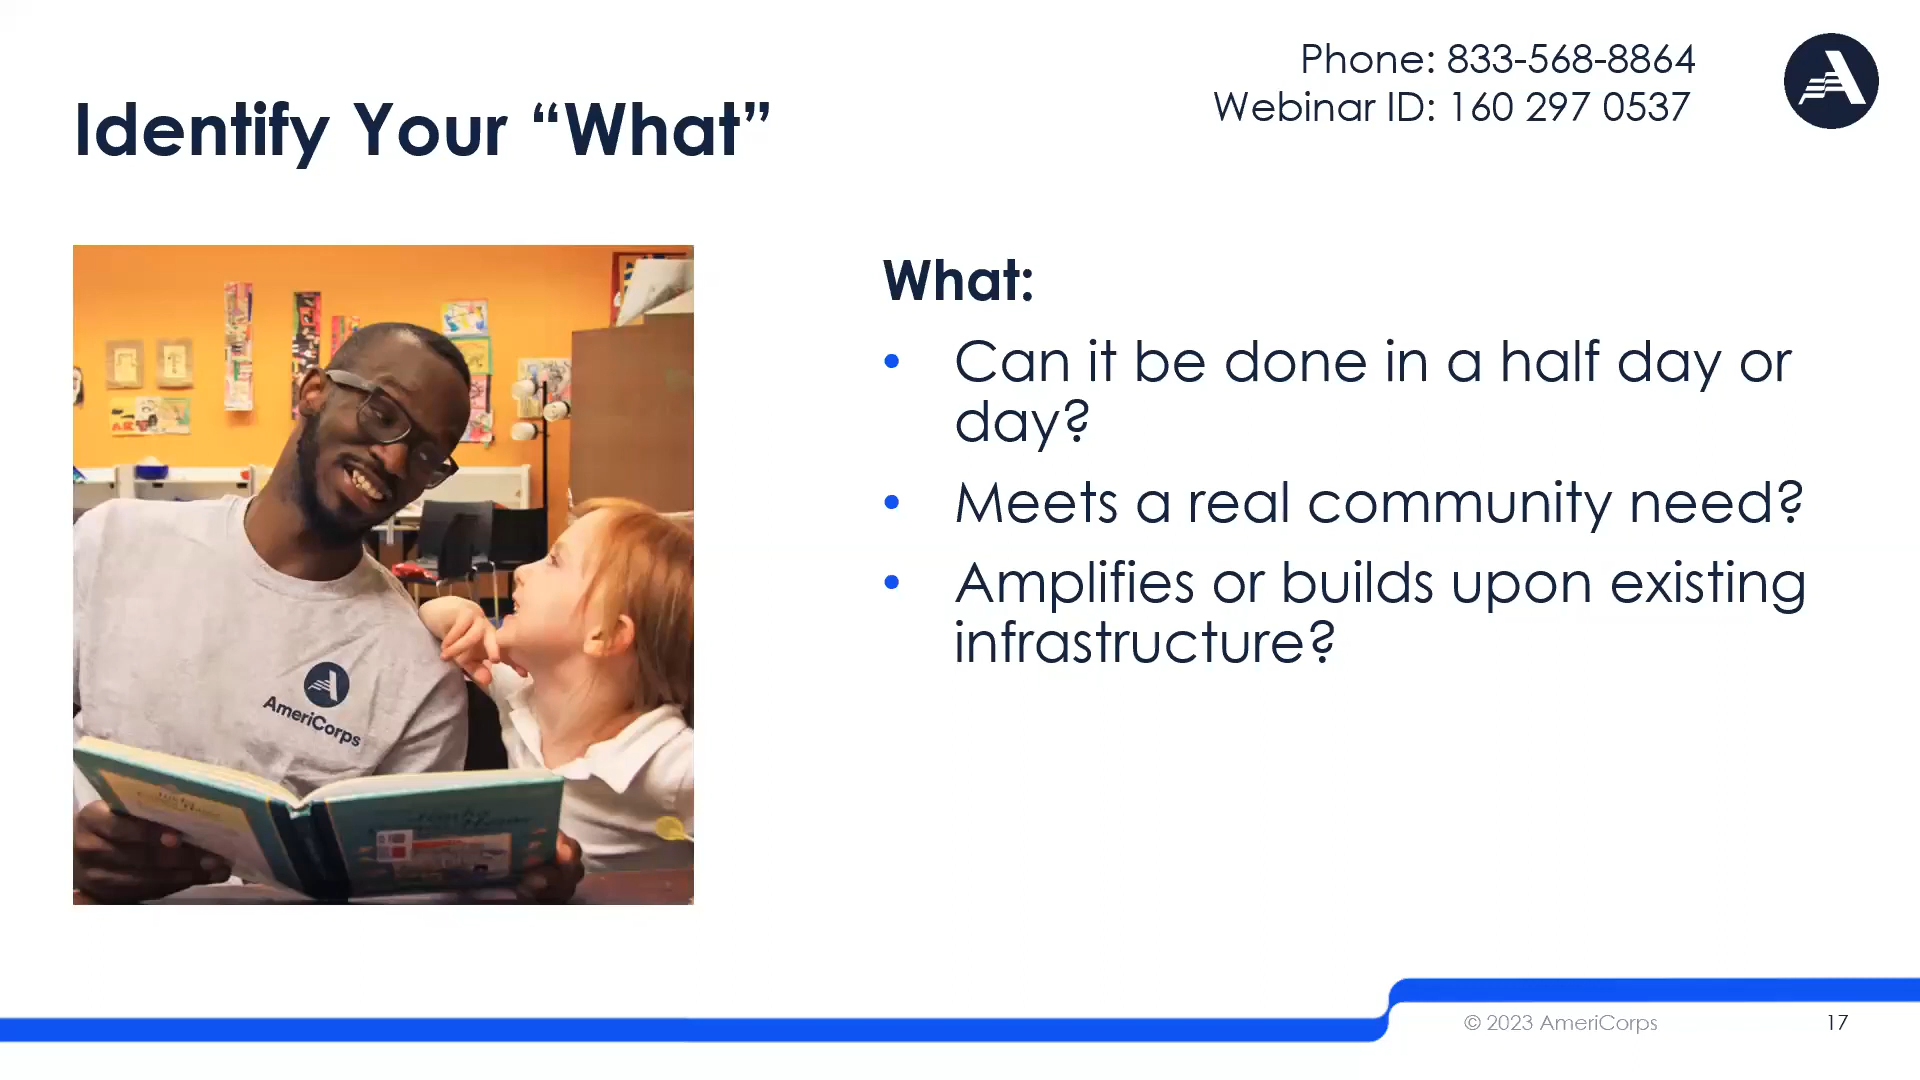 Phone: 833-568-8864
Webinar ID: 160 297 0537
Identify Your “What”
What:
• Can it be done in a half day or
day?
• Meets a real community need?
• Amplifies or builds upon existing
infrastructure?
AmeriCorps
© 2023 AmeriCorps
17